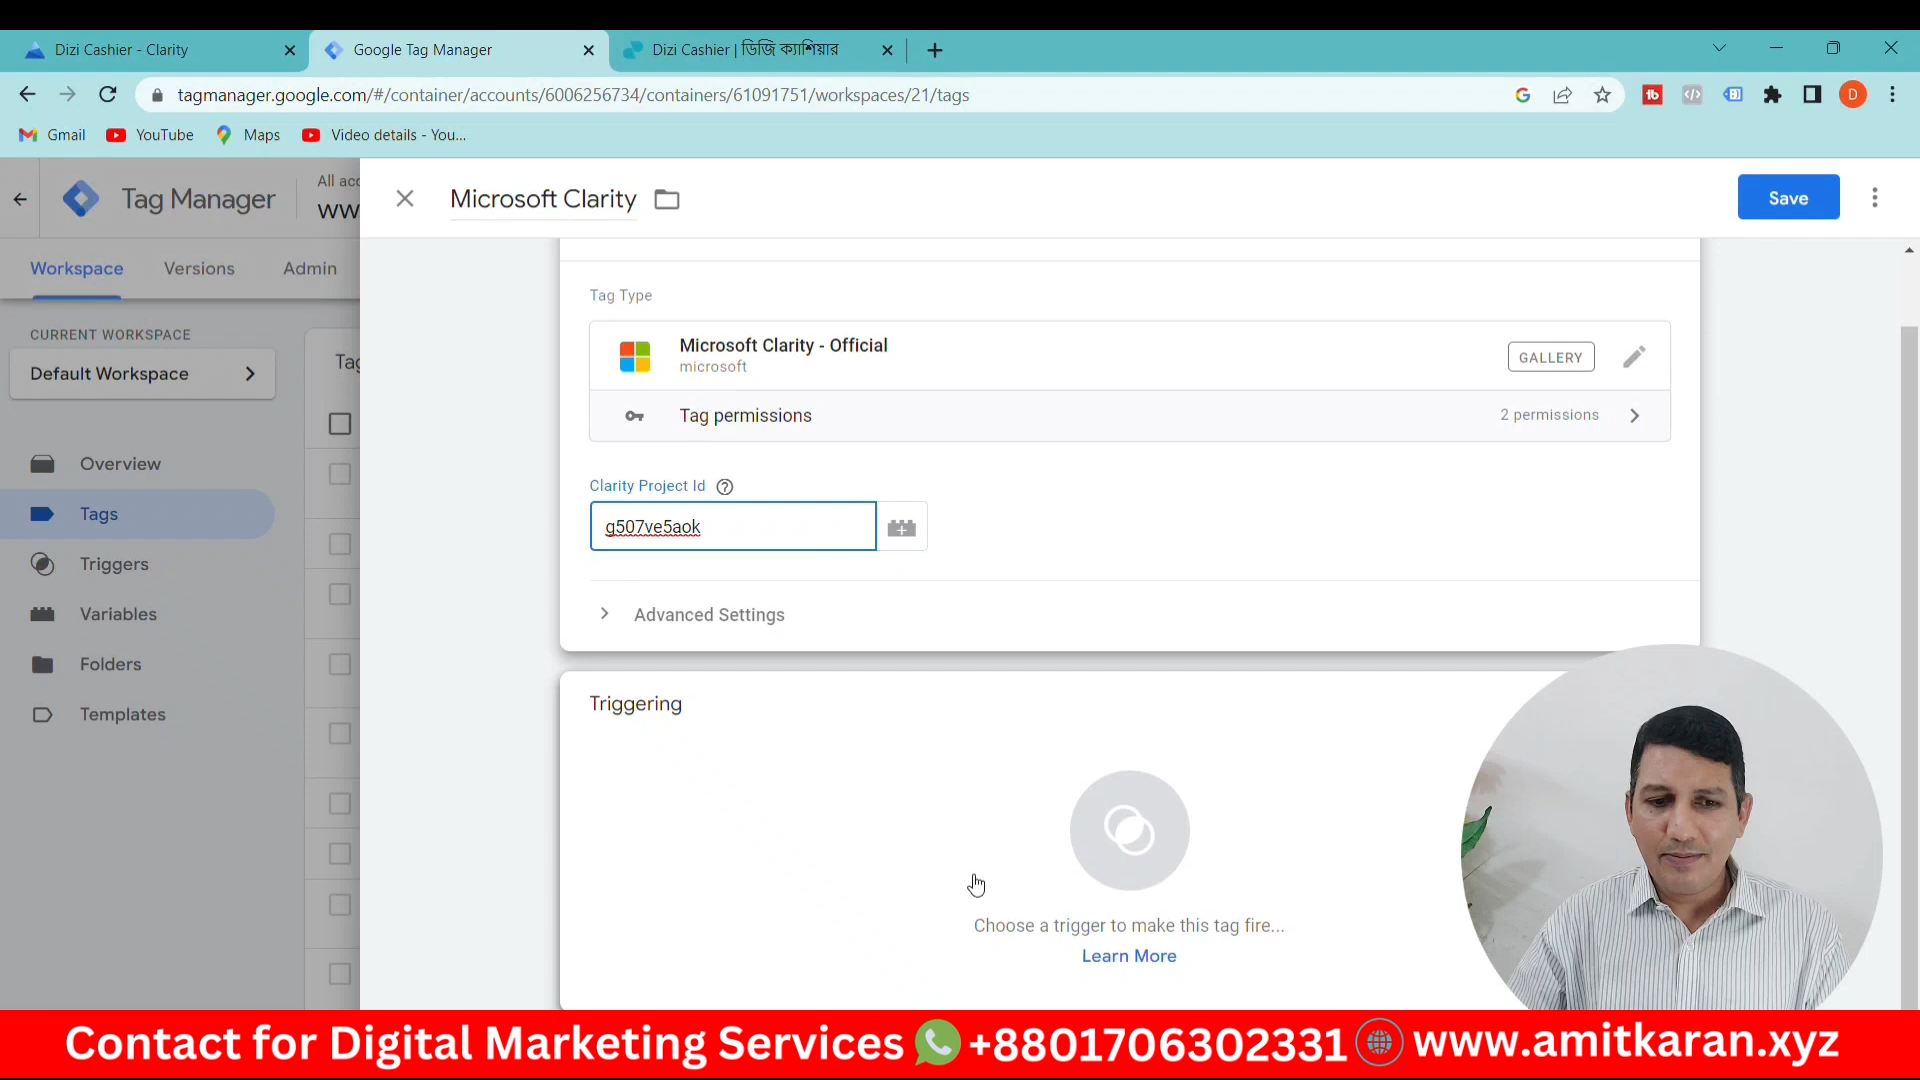 Dizi Cashier - Clarity
Google Tag Manager
Dizi Cashier | ডিজি ক্যাশিয়ার
tagmanager.google.com/#/container/accounts/6006256734/containers/61091751/workspaces/21/tags
D
Gmail
YouTube
Maps
Video details - You...
Tag Manager
All acc
ww
Microsoft Clarity
Save
Workspace
Versions
Admin
CURRENT WORKSPACE
Default Workspace
Tag
Overview
Tags
Triggers
Variables
Folders
Templates
Tag Type
Microsoft Clarity - Official
microsoft
GALLERY
Tag permissions
2 permissions
Clarity Project Id
g507ve5aok
Advanced Settings
Triggering
Choose a trigger to make this tag fire...
Learn More
Contact for Digital Marketing Services +8801706302331 www.amitkaran.xyz